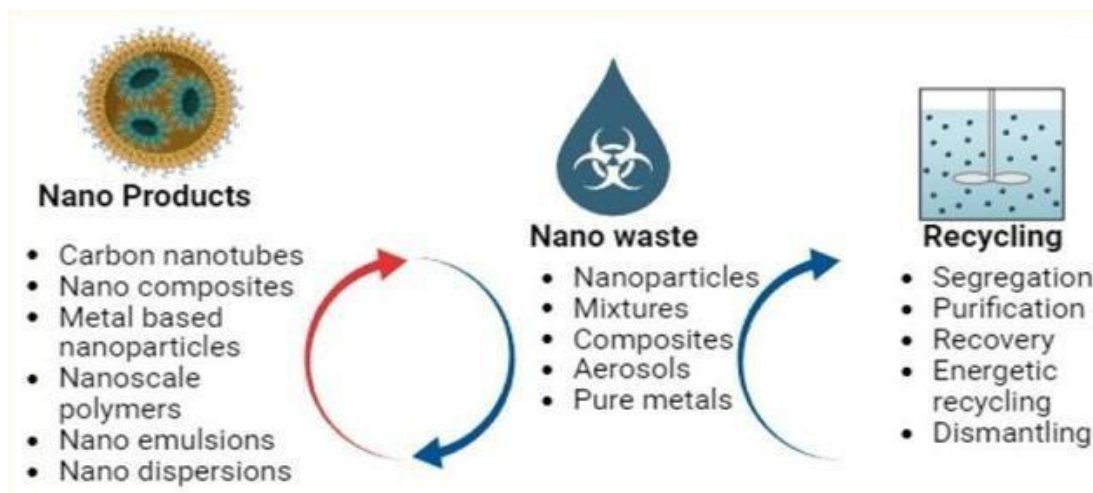 Nano Products
• Carbon nanotubes
• Nano composites
• Metal based
nanoparticles
• Nanoscale
polymers
• Nano emulsions
• Nano dispersions
Nano waste
• Nanoparticles
• Mixtures
• Composites
• Aerosols
• Pure metals
Recycling
• Segregation
• Purification
• Recovery
• Energetic
recycling
• Dismantling